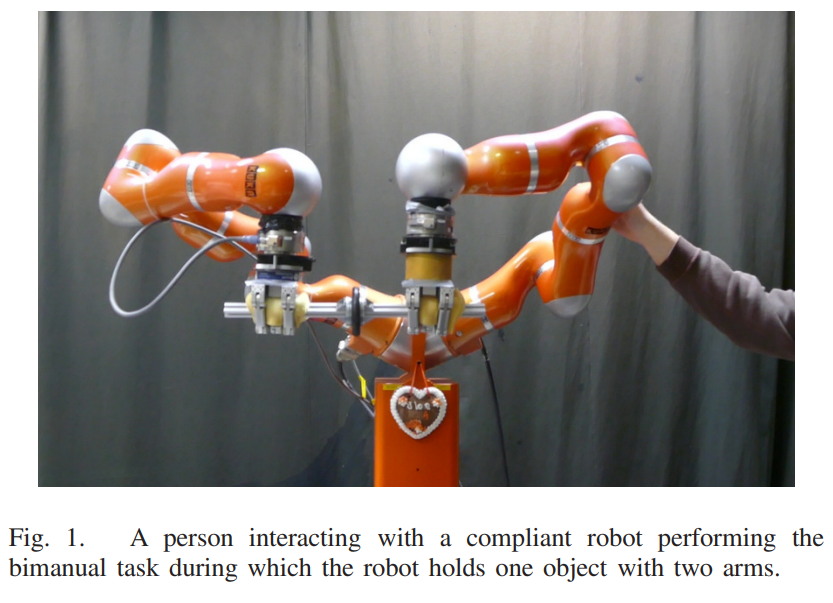 Fig. 1. A person interacting with a compliant robot performing the
bimanual task during which the robot holds one object with two arms.